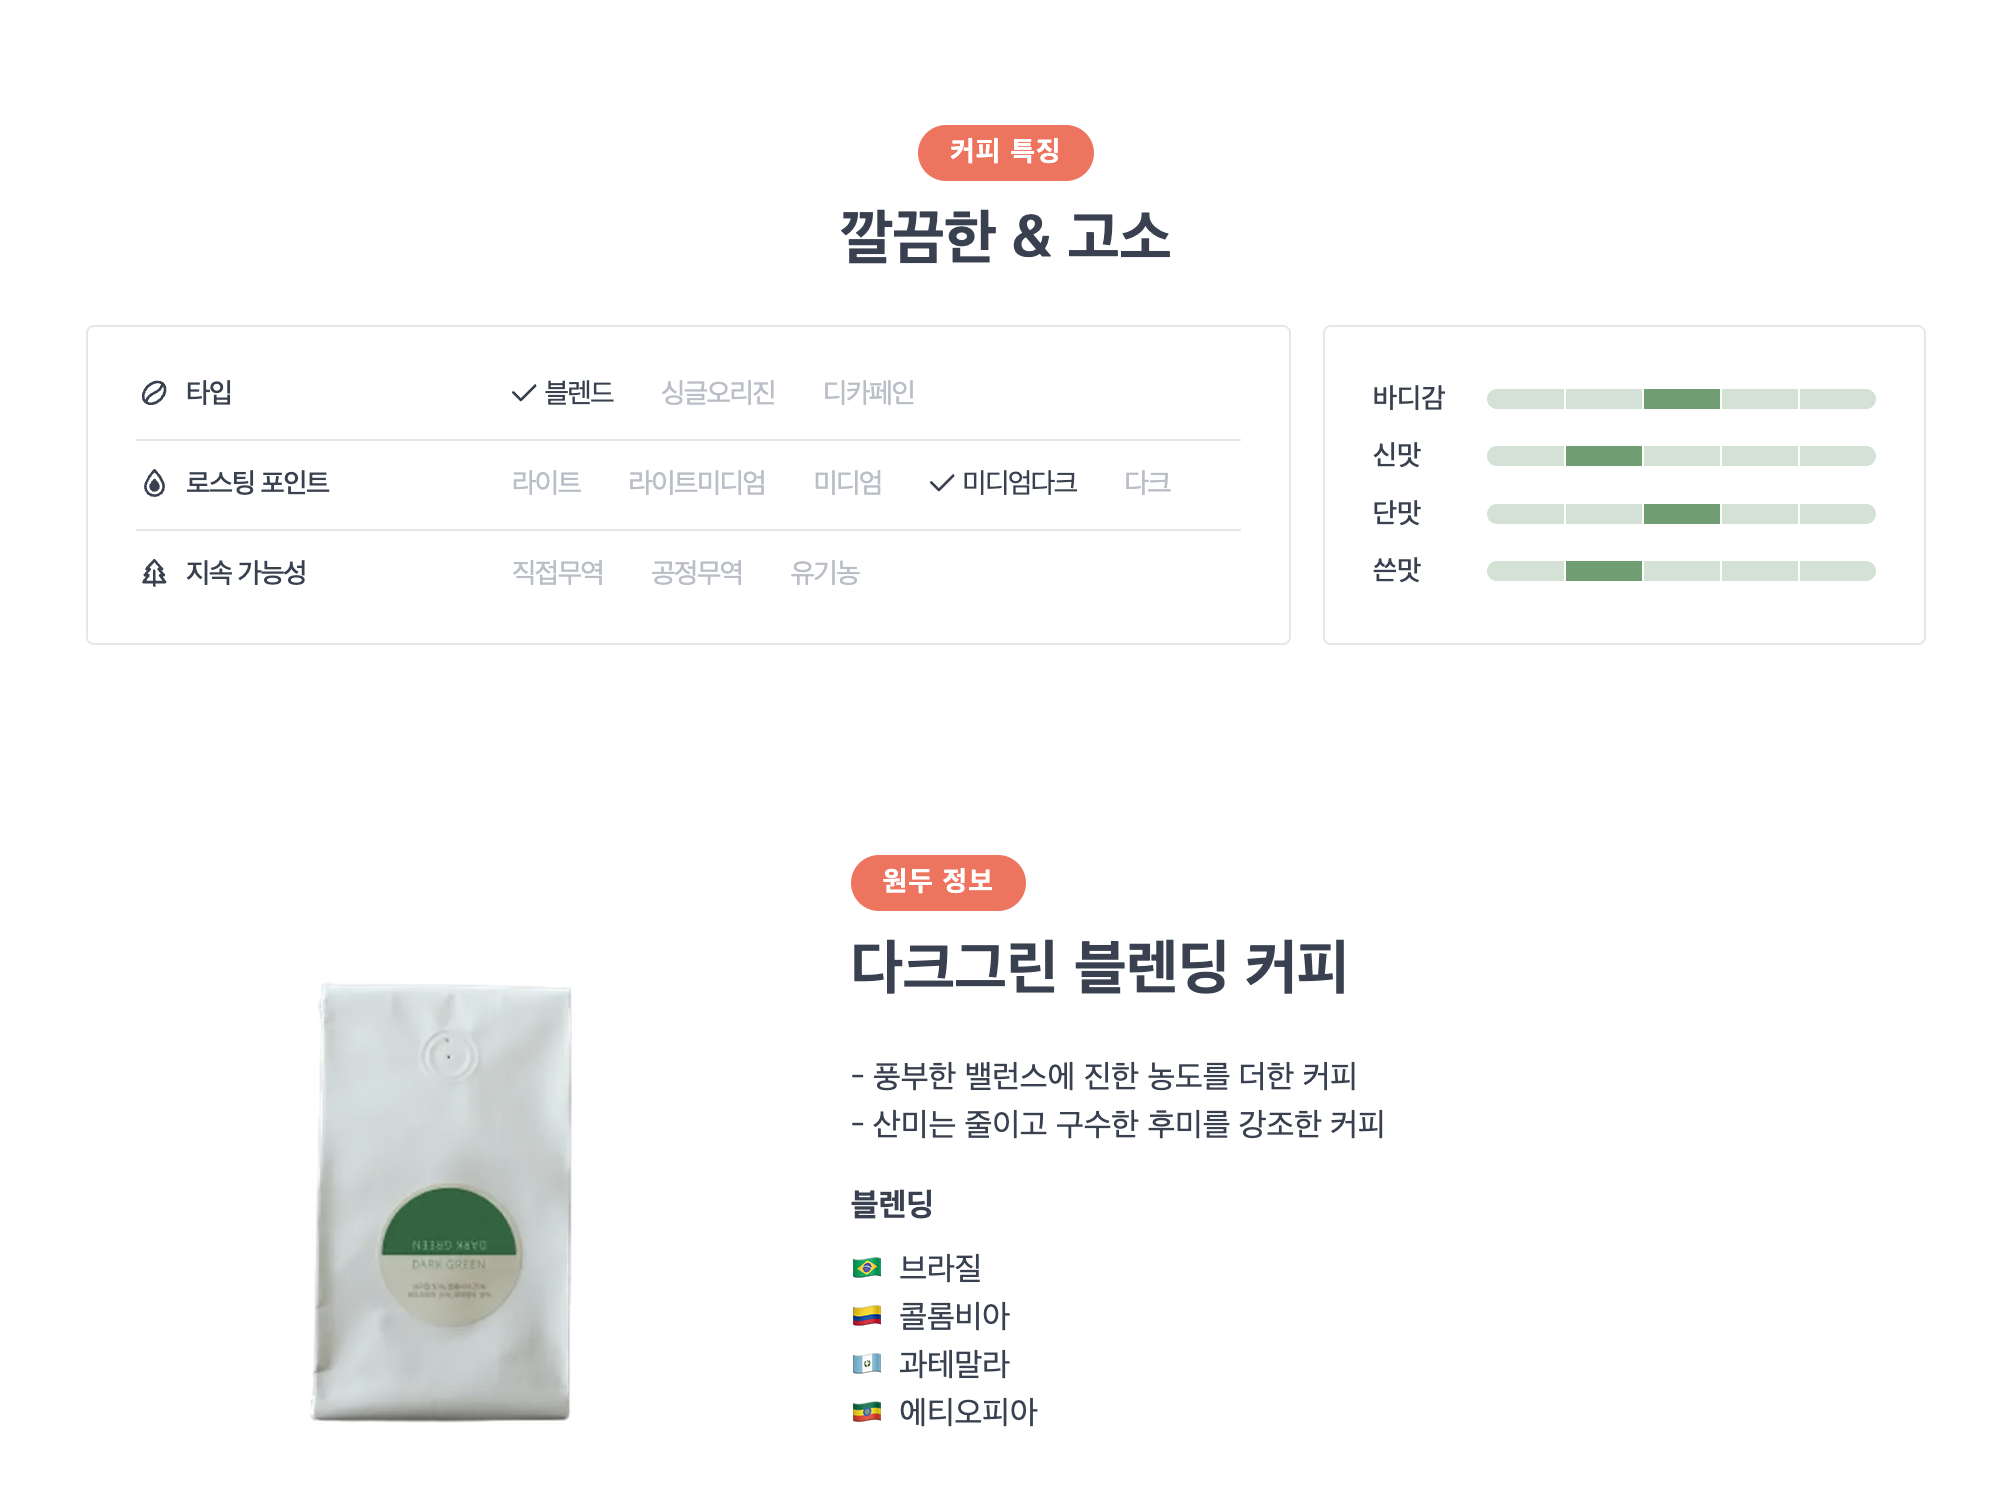 커피 특징
깔끔한 & 고소
타입 블렌드 싱글오리진 디카페인
로스팅 포인트 라이트 라이트미디엄 미디엄 미디엄다크 다크
지속 가능성 직접무역 공정무역 유기농
바디감
신맛
단맛
쓴맛
원두 정보
다크그린 블렌딩 커피
- 풍부한 밸런스에 진한 농도를 더한 커피
- 산미는 줄이고 구수한 후미를 강조한 커피
블렌딩
브라질
콜롬비아
과테말라
에티오피아
DARK GREEN
DARK GREEN